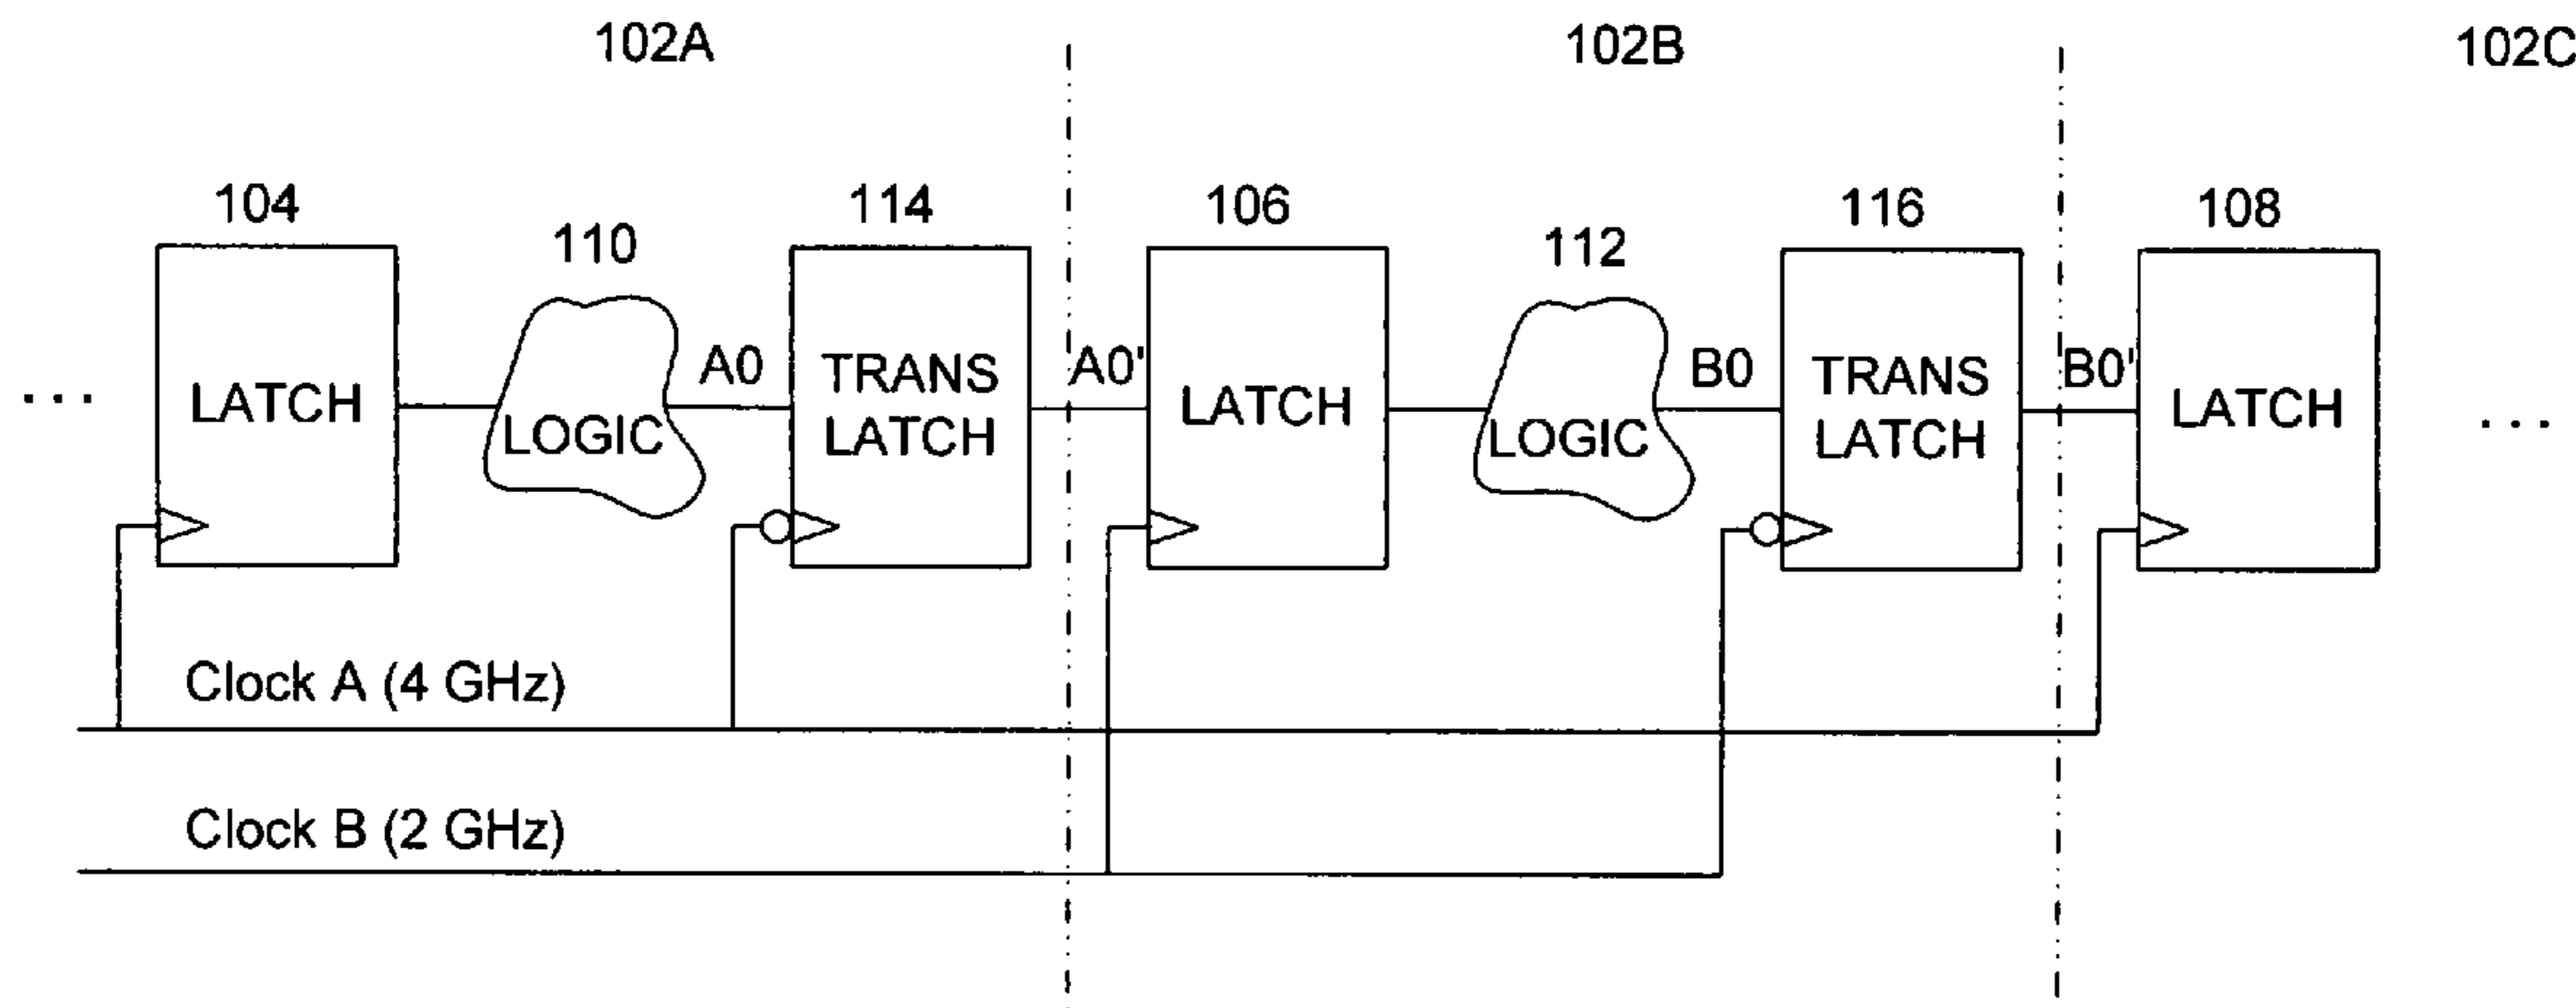 102A
102B
102C
104
110
114
106
112
116
108
...
LATCH
LOGIC
A0
TRANS
LATCH
A0'
LATCH
LOGIC
B0
TRANS
LATCH
B0'
LATCH
...
Clock A (4 GHz)
Clock B (2 GHz)